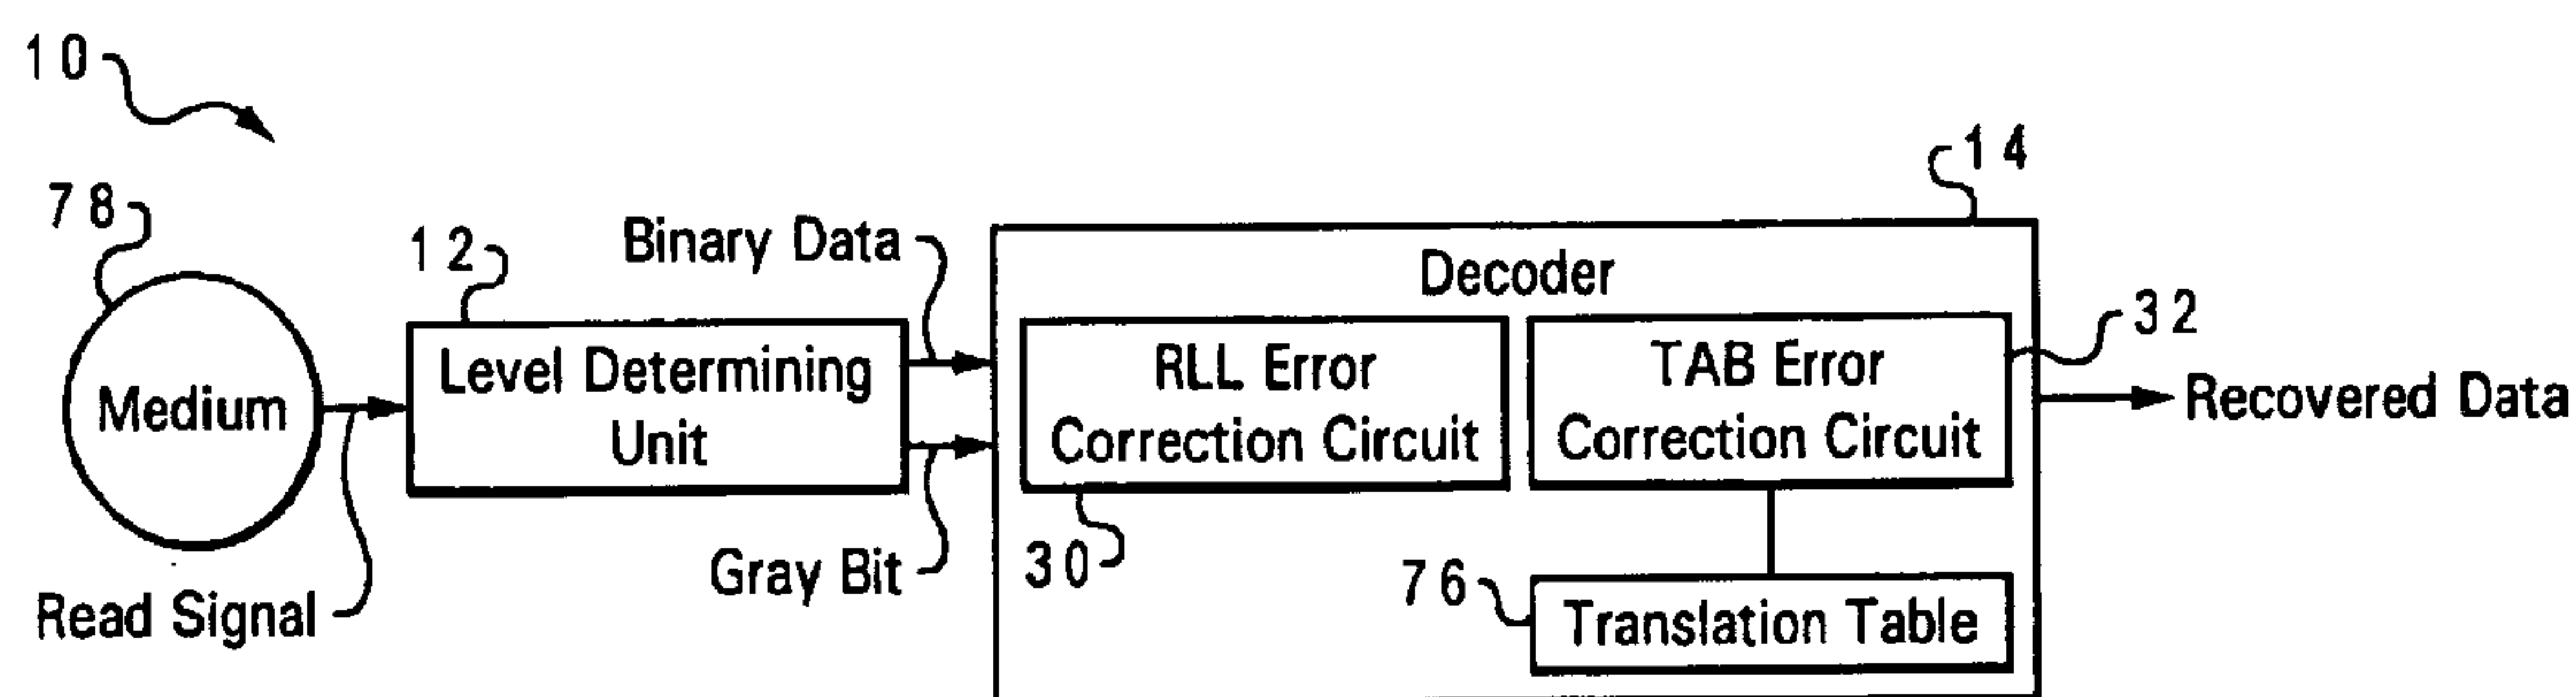 10
78
Medium
Read Signal
12
Level Determining
Unit
Binary Data
Gray Bit
14
Decoder
RLL Error
Correction Circuit
30
TAB Error
Correction Circuit
32
76
Translation Table
Recovered Data